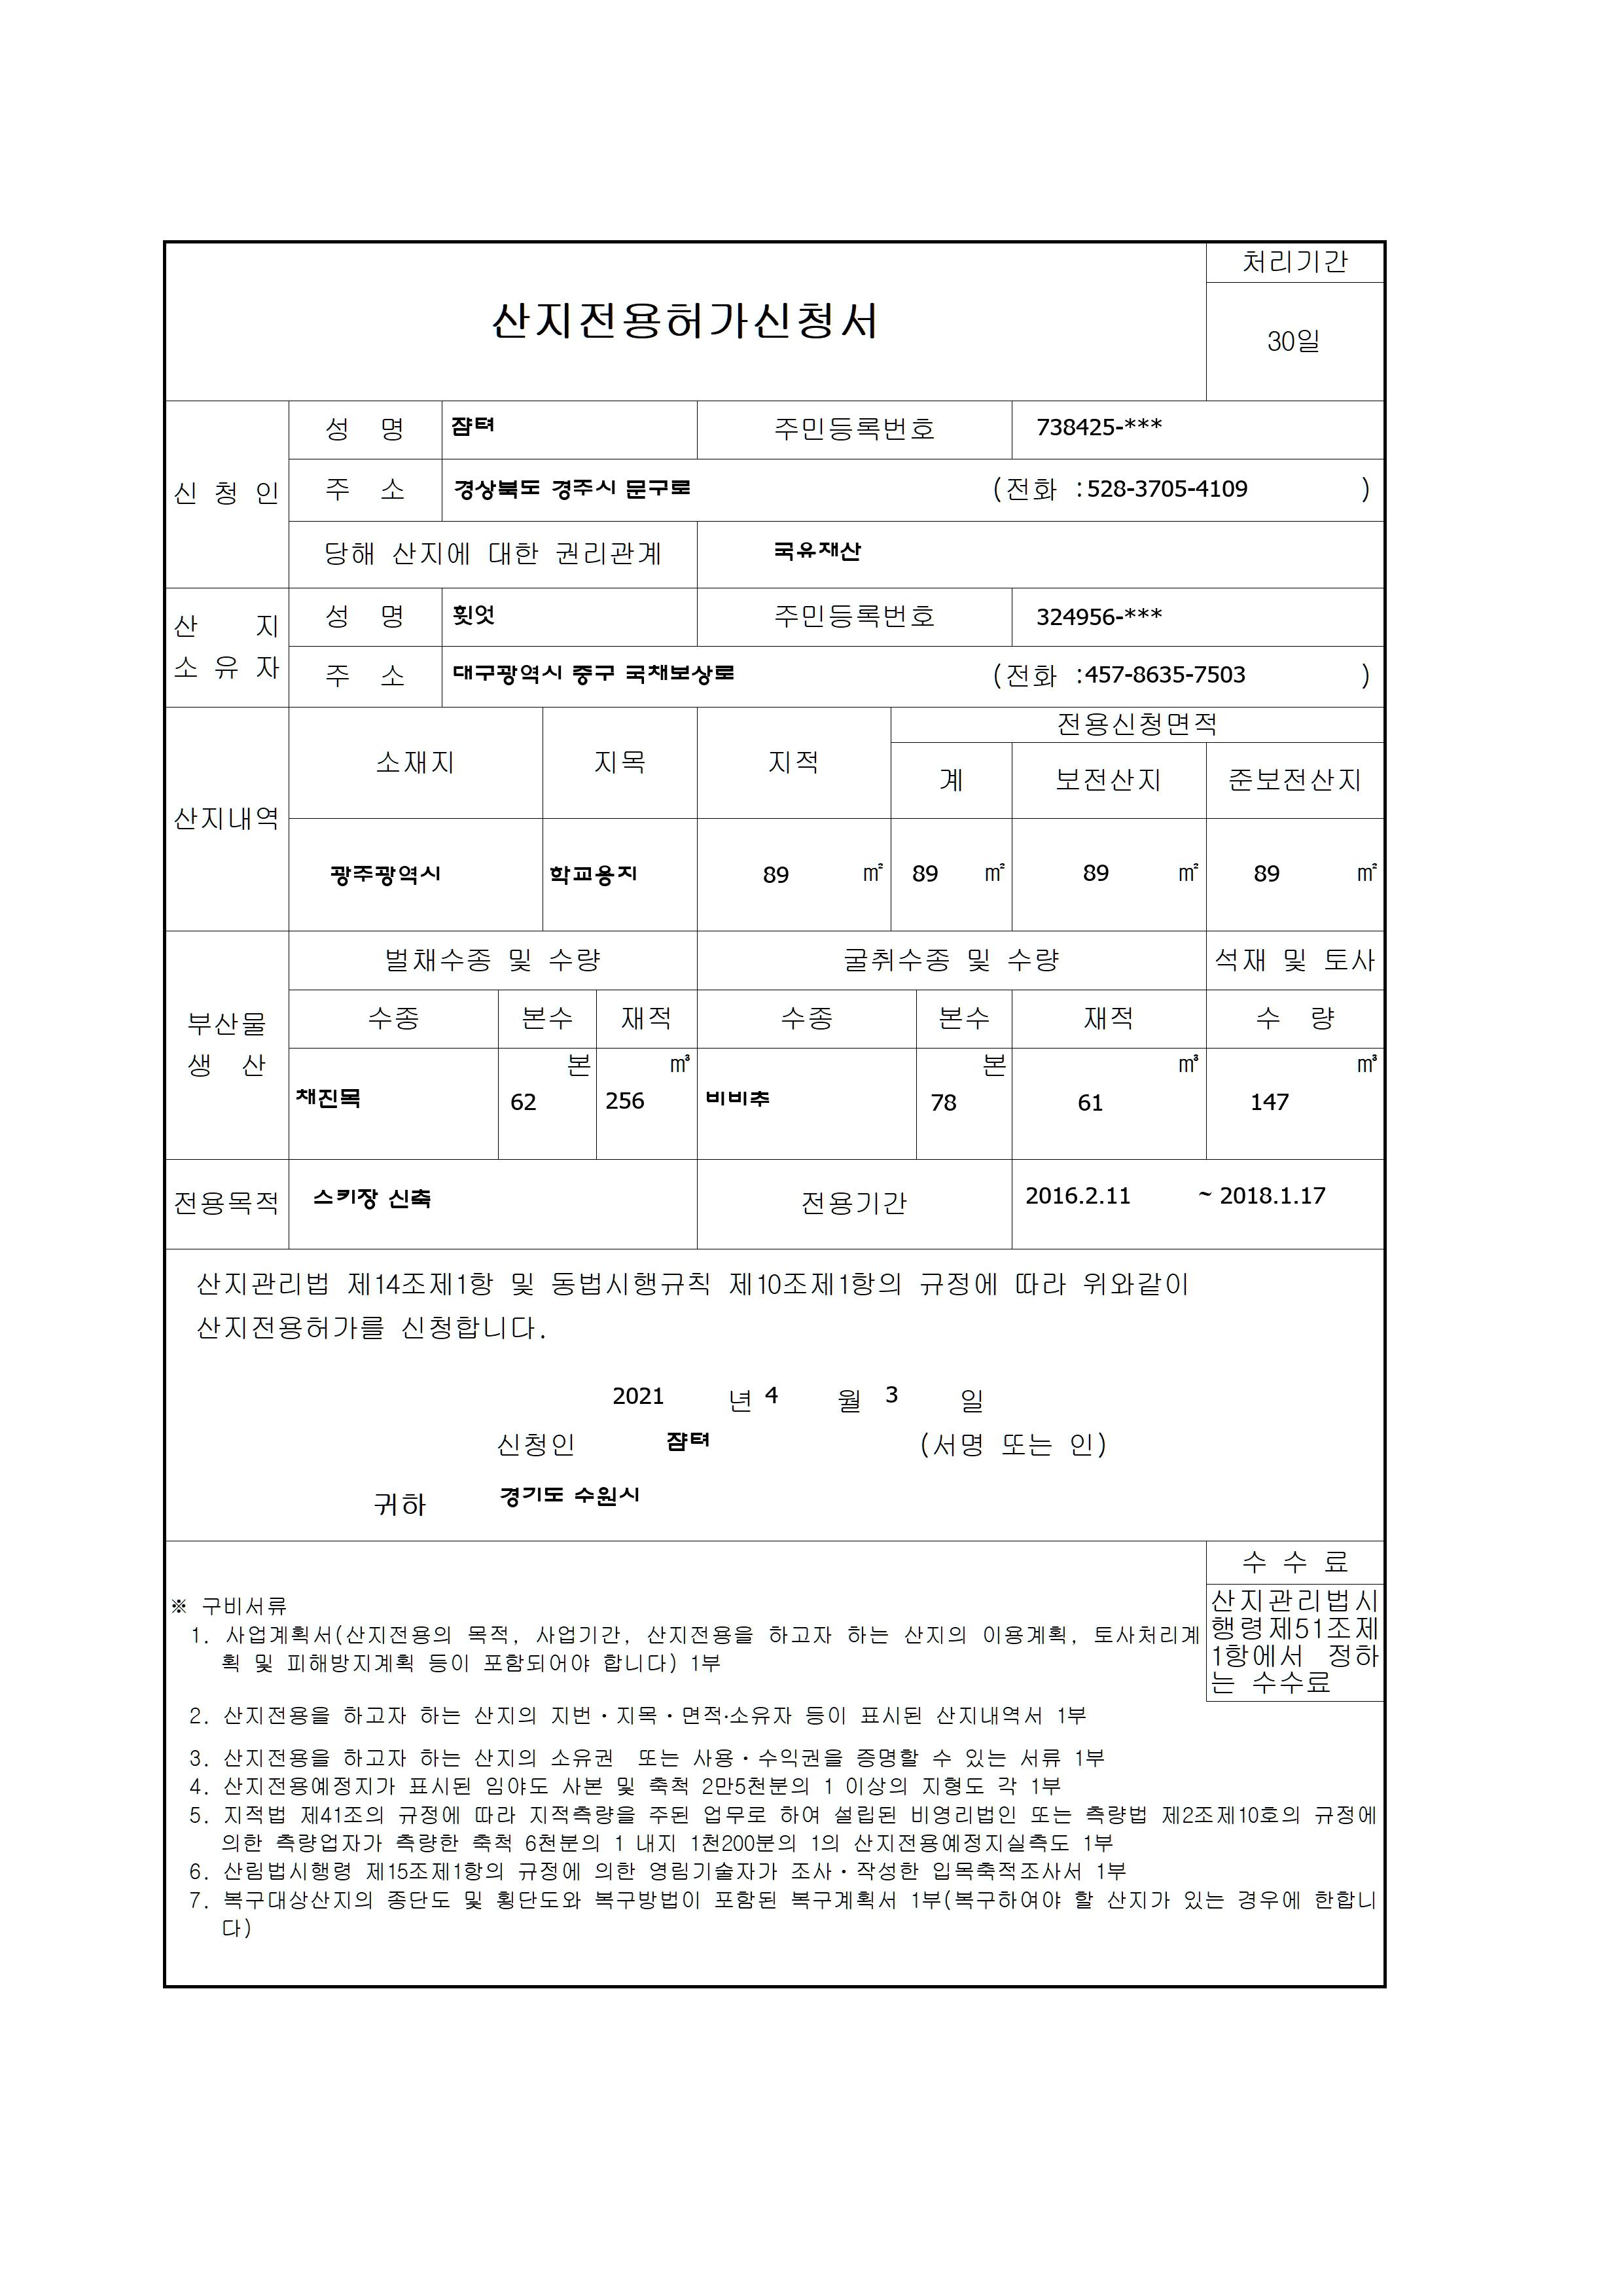 처리기간
산지전용허가신청서
30일
신 청 인
성 명 쟘텨 주민등록번호 738425-***
주 소 경상북도 경주시 문구로 (전화 :528-3705-4109 )
당해 산지에 대한 권리관계 국유재산
산 지
소 유 자
성 명 휫엇 주민등록번호 324956-***
주 소 대구광역시 중구 국채보상로 (전화 :457-8635-7503 )
산지내역
소재지 지목 지적 전용신청면적
계 보전산지 준보전산지
광주광역시 학교용지 89 ㎡ 89 ㎡ 89 ㎡ 89 ㎡
부산물
생 산
벌채수종 및 수량 굴취수종 및 수량 석재 및 토사
수종 본수 재적 수종 본수 재적 수 량
본 ㎥ 본 ㎥ ㎥
채진목 62 256 비비추 78 61 147
전용목적 스키장 신축 전용기간 2016.2.11 ~ 2018.1.17
산지관리법 제14조제1항 및 동법시행규칙 제10조제1항의 규정에 따라 위와같이
산지전용허가를 신청합니다.
2021 년 4 월 3 일
신청인 쟘텨 (서명 또는 인)
귀하 경기도 수원시
수 수 료
산지관리법시
행령제51조제
1항에서 정하
는 수수료
※ 구비서류
1. 사업계획서(산지전용의 목적, 사업기간, 산지전용을 하고자 하는 산지의 이용계획, 토사처리계
획 및 피해방지계획 등이 포함되어야 합니다) 1부
2. 산지전용을 하고자 하는 산지의 지번·지목·면적·소유자 등이 표시된 산지내역서 1부
3. 산지전용을 하고자 하는 산지의 소유권 또는 사용·수익권을 증명할 수 있는 서류 1부
4. 산지전용예정지가 표시된 임야도 사본 및 축척 2만5천분의 1 이상의 지형도 각 1부
5. 지적법 제41조의 규정에 따라 지적측량을 주된 업무로 하여 설립된 비영리법인 또는 측량법 제2조제10호의 규정에
의한 측량업자가 측량한 축척 6천분의 1 내지 1천200분의 1의 산지전용예정지실측도 1부
6. 산림법시행령 제15조제1항의 규정에 의한 영림기술자가 조사·작성한 입목축적조사서 1부
7. 복구대상산지의 종단도 및 횡단도와 복구방법이 포함된 복구계획서 1부(복구하여야 할 산지가 있는 경우에 한합니
다)